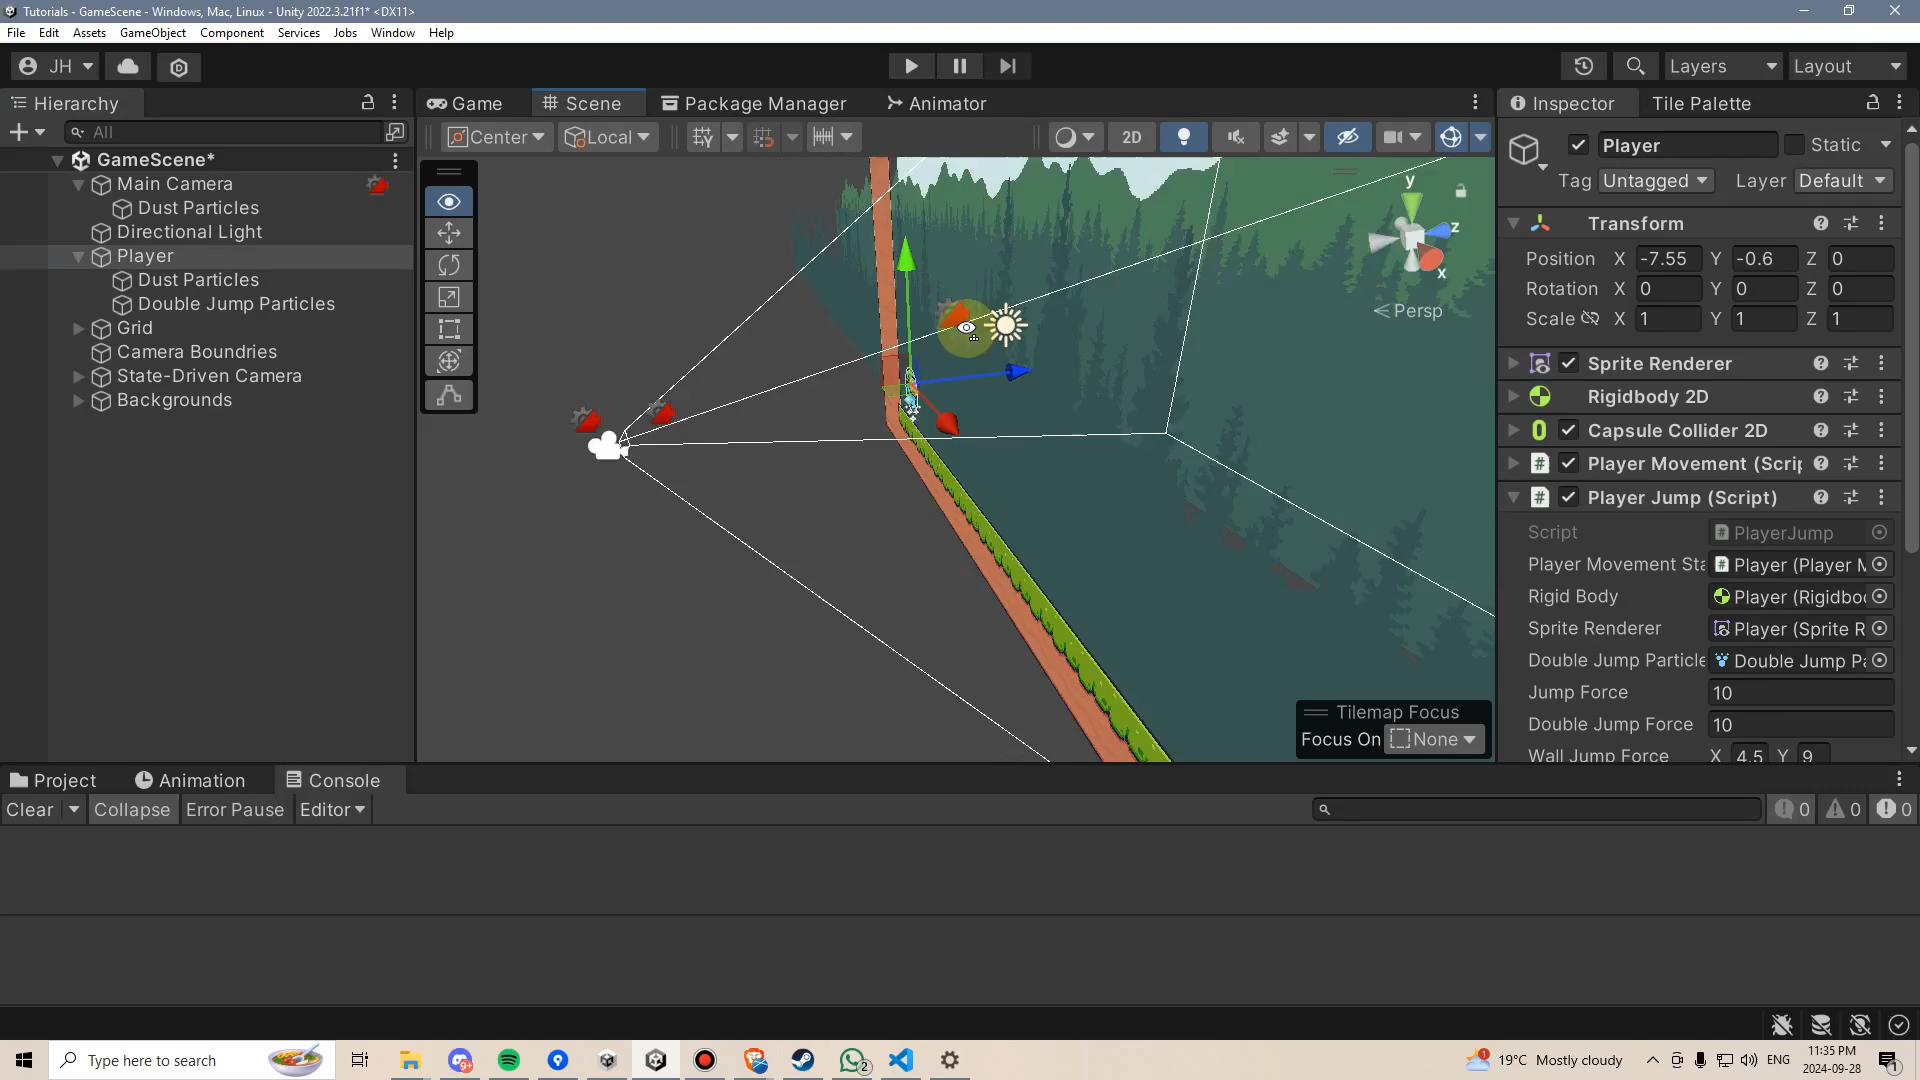 Tutorials - GameScene - Windows, Mac, Linux - Unity 2022.3.21f1* <DX11>
File Edit Assets GameObject Component Services Jobs Window Help
JH Layers Layout
Hierarchy Game Scene Package Manager Animator Inspector Tile Palette
All
Center Local 2D
GameScene*
Main Camera
Dust Particles
Directional Light
Player
Dust Particles
Double Jump Particles
Grid
Camera Boundries
State-Driven Camera
Backgrounds
y
z
x
Persp
Tilemap Focus
Focus On None
Player Static
Tag Untagged Layer Default
Transform
Position X -7.55 Y -0.6 Z 0
Rotation X 0 Y 0 Z 0
Scale X 1 Y 1 Z 1
Sprite Renderer
Rigidbody 2D
Capsule Collider 2D
Player Movement (Scrip
Player Jump (Script)
Script PlayerJump
Player Movement Sta Player (Player M
Rigid Body Player (Rigidbod
Sprite Renderer Player (Sprite R
Double Jump Particle Double Jump Pa
Jump Force 10
Double Jump Force 10
Wall Jump Force X 4.5 Y 9
Project Animation Console
Clear Collapse Error Pause Editor 0 0 0
Type here to search 9+ 2 1 19°C Mostly cloudy ENG 11:35 PM
2024-09-28 1